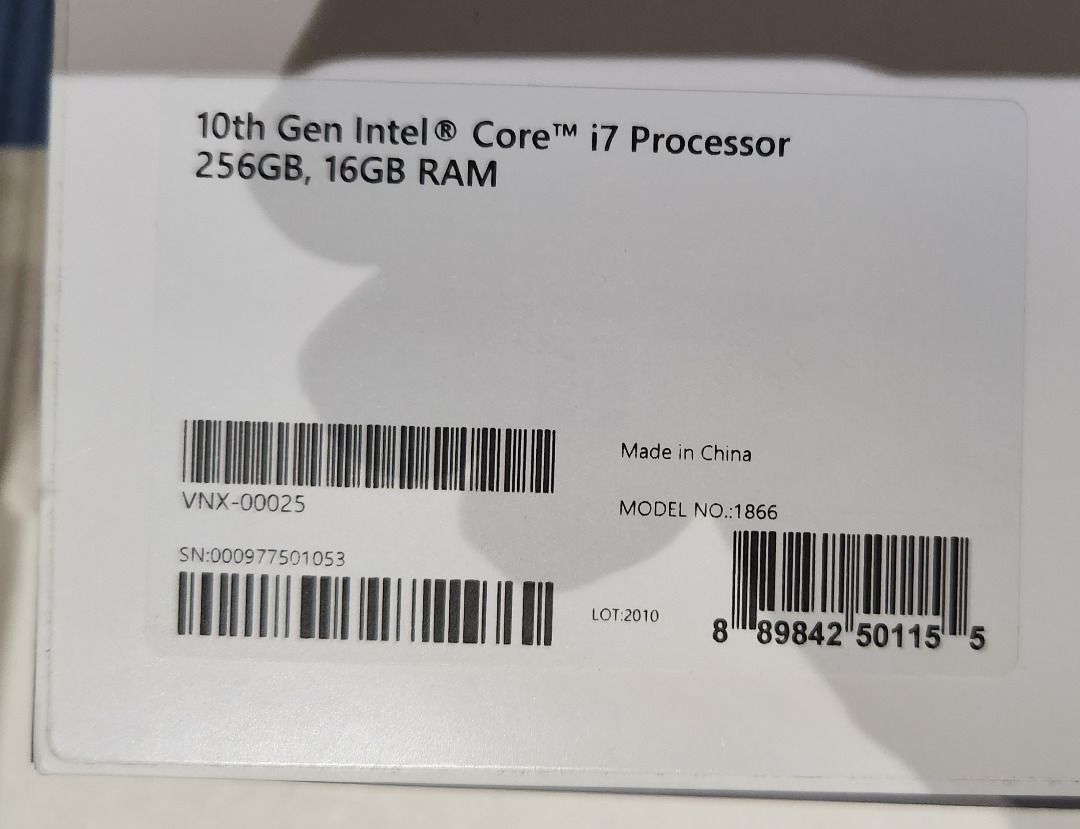 10th Gen Intel® Core™ i7 Processor
256GB, 16GB RAM
VNX-00025
SN:000977501053
Made in China
MODEL NO.:1866
LOT:2010
8 89842 50115 5